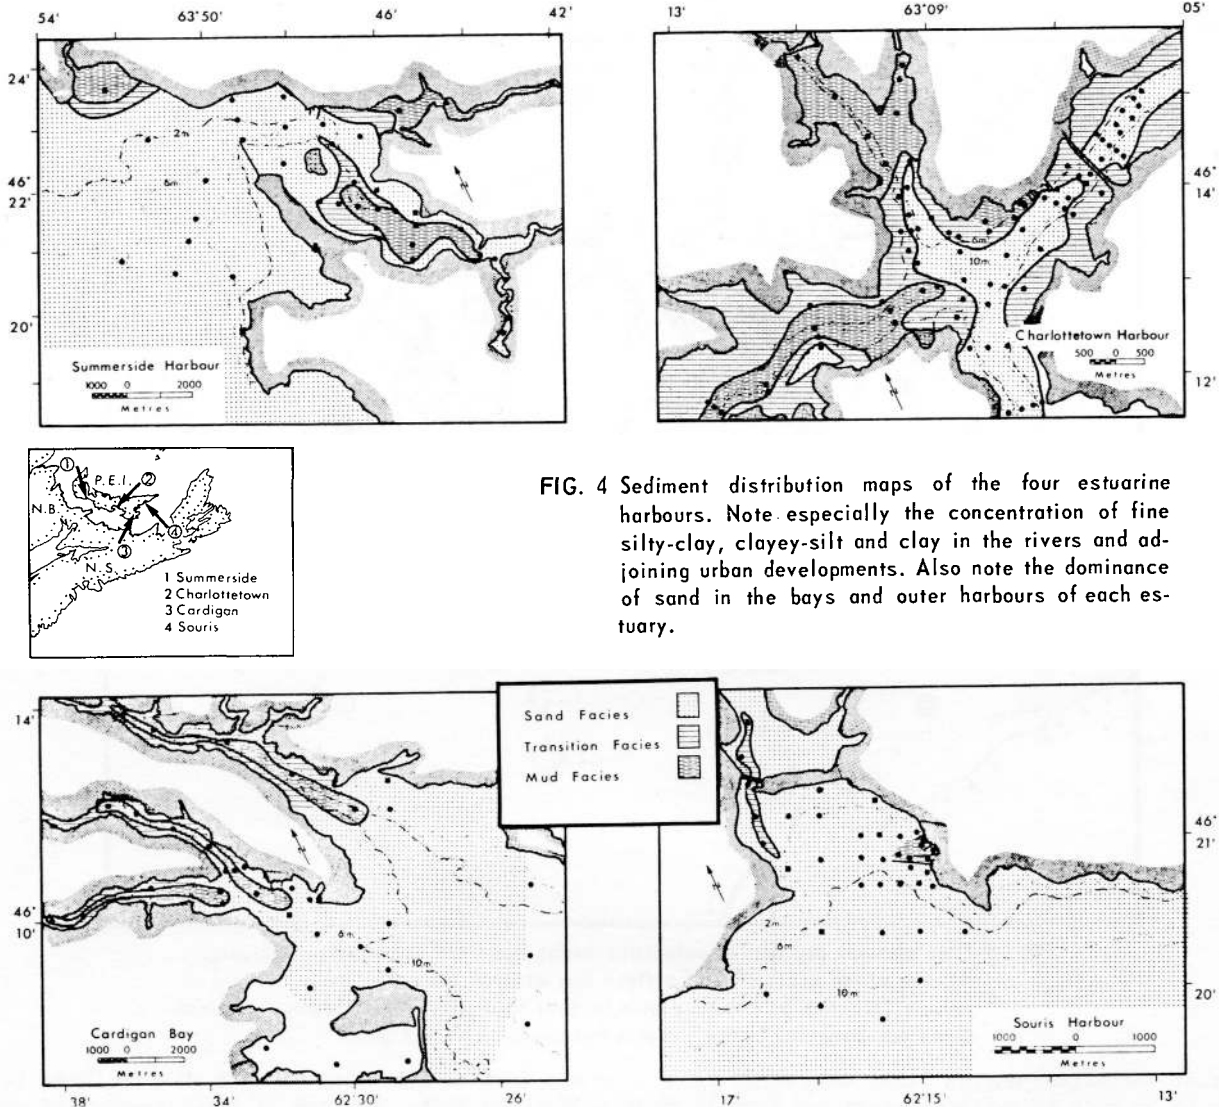 54' 63°50' 46' 42'
24'
46°
22'
20'
2m
6m
N
Summerside Harbour
1000 0 2000
Metres
13' 63°09' 05'
46°
14'
12'
6m
10m
N
Charlottetown Harbour
500 0 500
Metres
1 P.E.I. 2
N.B.
3 4
N.S.
1 Summerside
2 Charlottetown
3 Cardigan
4 Souris
FIG. 4 Sediment distribution maps of the four estuarine
harbours. Note especially the concentration of fine
silty-clay, clayey-silt and clay in the rivers and ad-
joining urban developments. Also note the dominance
of sand in the bays and outer harbours of each es-
tuary.
Sand Facies
Transition Facies
Mud Facies
14'
46°
10'
N
6m
10m
Cardigan Bay
1000 0 2000
Metres
38' 34' 62°30' 26'
46°
21'
20'
N
2m
6m
10m
Souris Harbour
1000 0 1000
Metres
17' 62°15' 13'